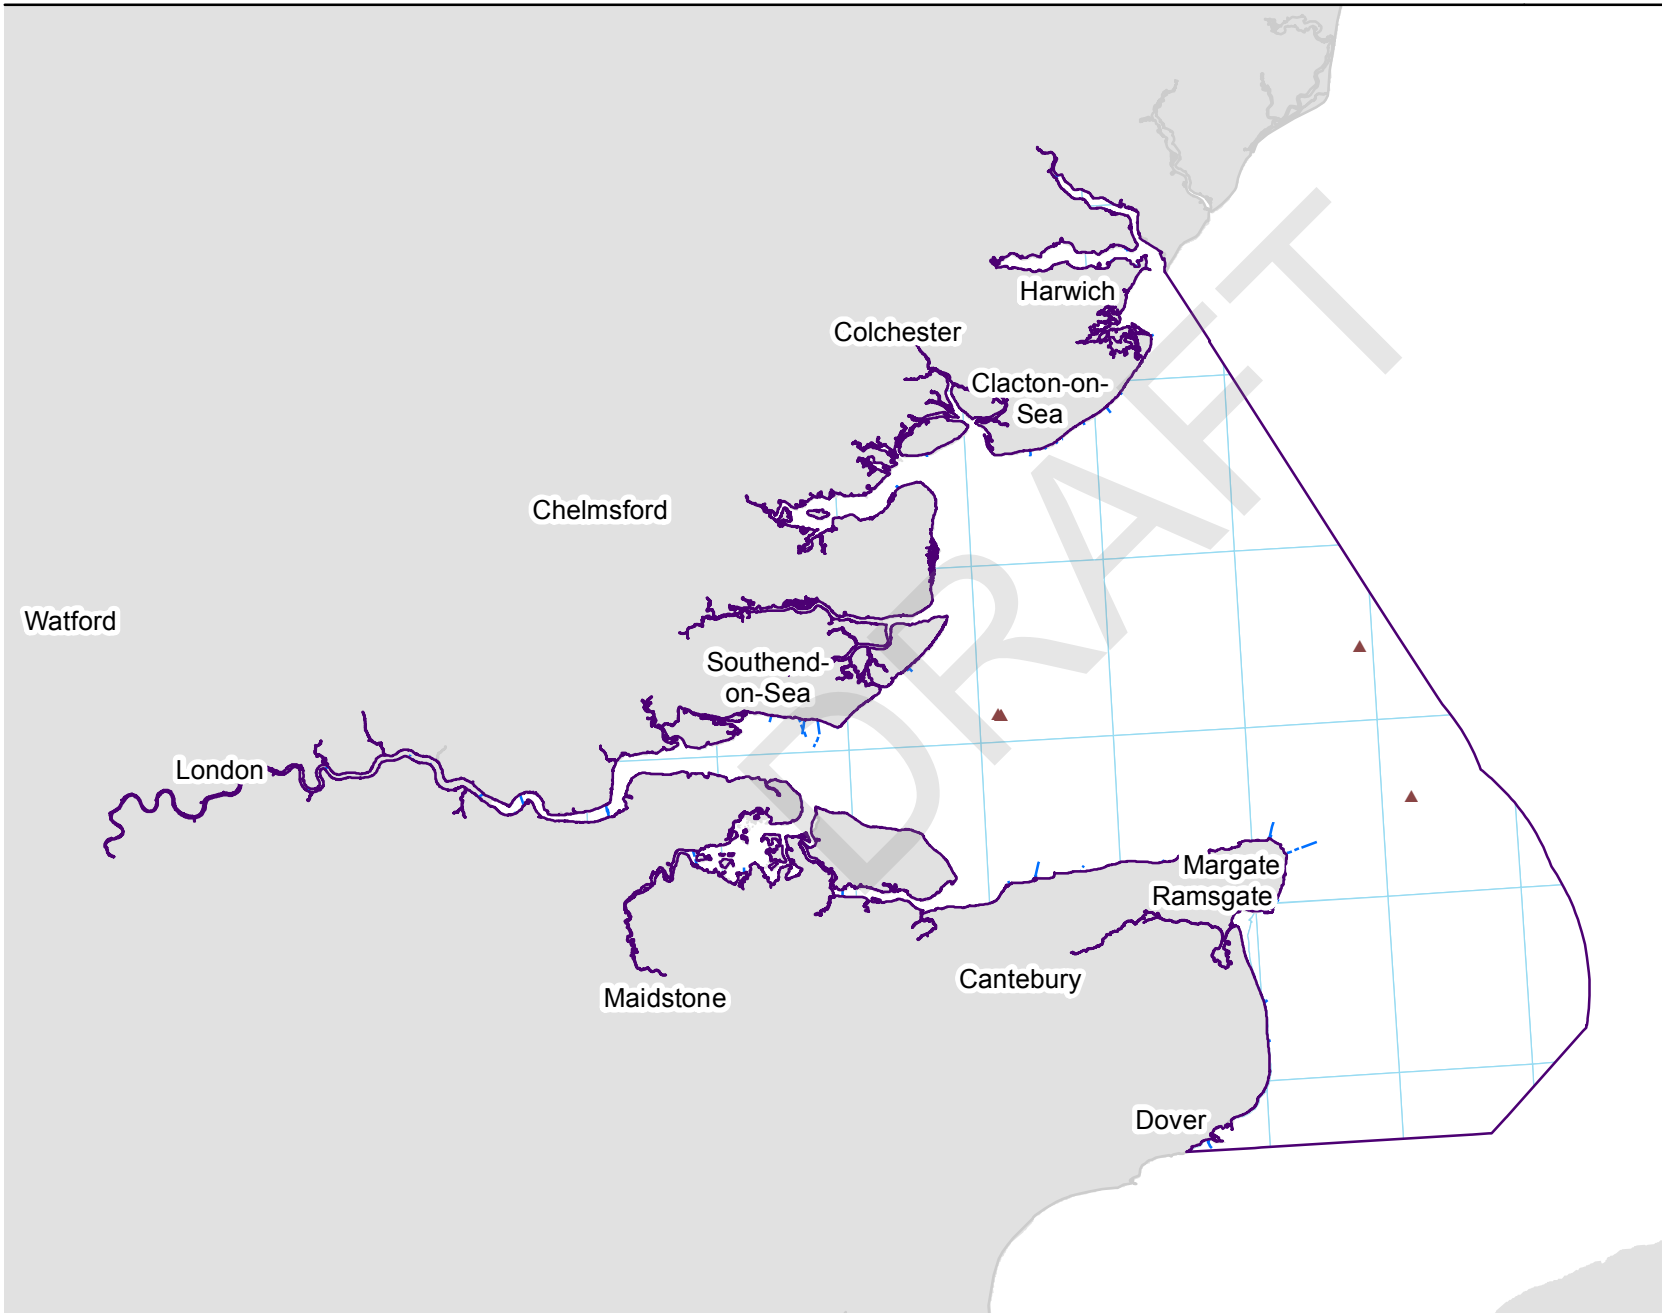 Harwich
Colchester
Clacton-on-
Sea
Chelmsford
Watford
Southend-
on-Sea
London
Margate
Ramsgate
Cantebury
Maidstone
Dover
DRAFT